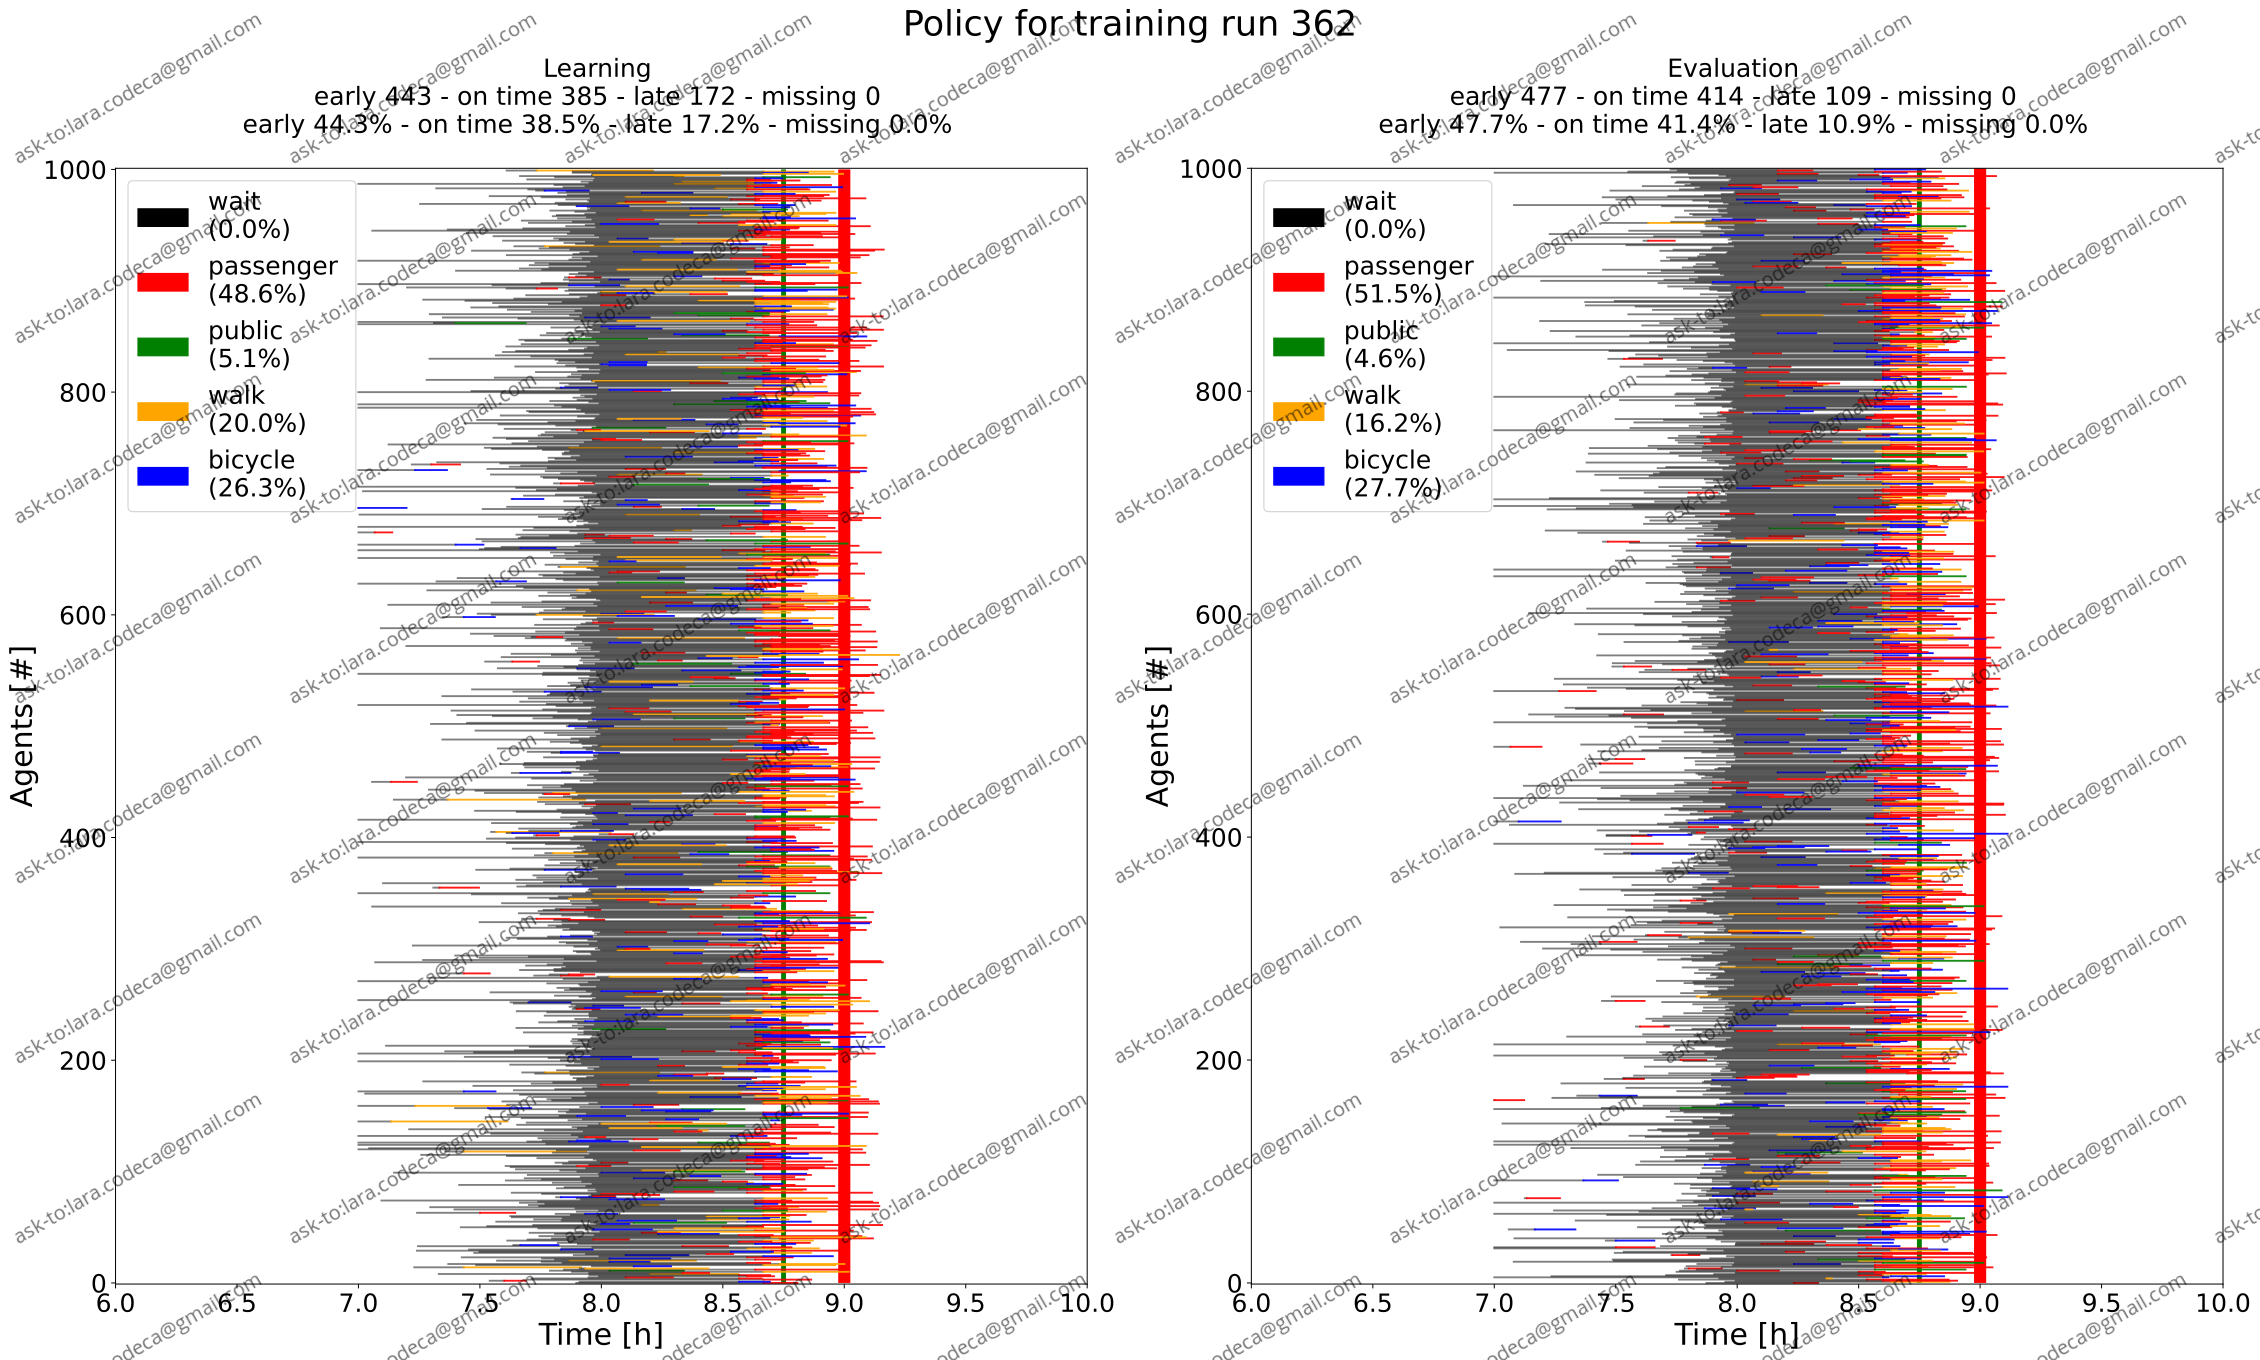 Policy for training run 362
Learning
early 443 - on time 385 - late 172 - missing 0
early 44.3% - on time 38.5% - late 17.2% - missing 0.0%
1000
800
600
400
200
0
Agents [#]
wait
(0.0%)
passenger
(48.6%)
public
(5.1%)
walk
(20.0%)
bicycle
(26.3%)
6.0 6.5 7.0 7.5 8.0 8.5 9.0 9.5 10.0
Time [h]
Evaluation
early 477 - on time 414 - late 109 - missing 0
early 47.7% - on time 41.4% - late 10.9% - missing 0.0%
1000
800
600
400
200
0
Agents [#]
wait
(0.0%)
passenger
(51.5%)
public
(4.6%)
walk
(16.2%)
bicycle
(27.7%)
6.0 6.5 7.0 7.5 8.0 8.5 9.0 9.5 10.0
Time [h]
ask-to:lara.codeca@gmail.com